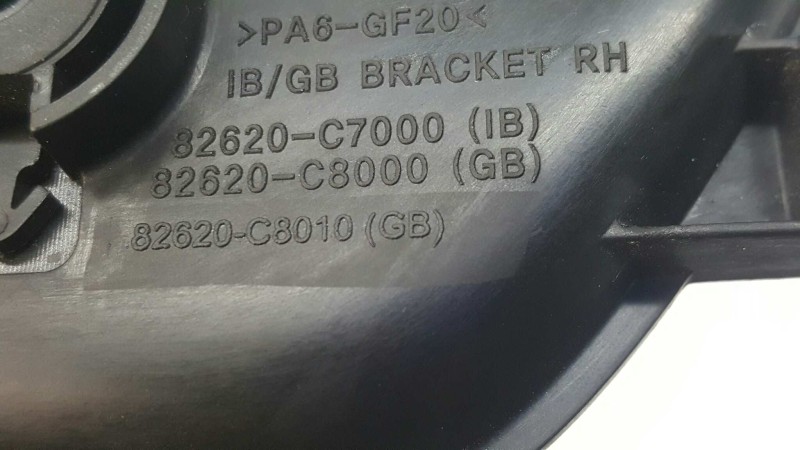 >PA6-GF20<
IB/GB BRACKET RH
82620-C7000 (IB)
82620-C8000 (GB)
82620-C8010 (GB)